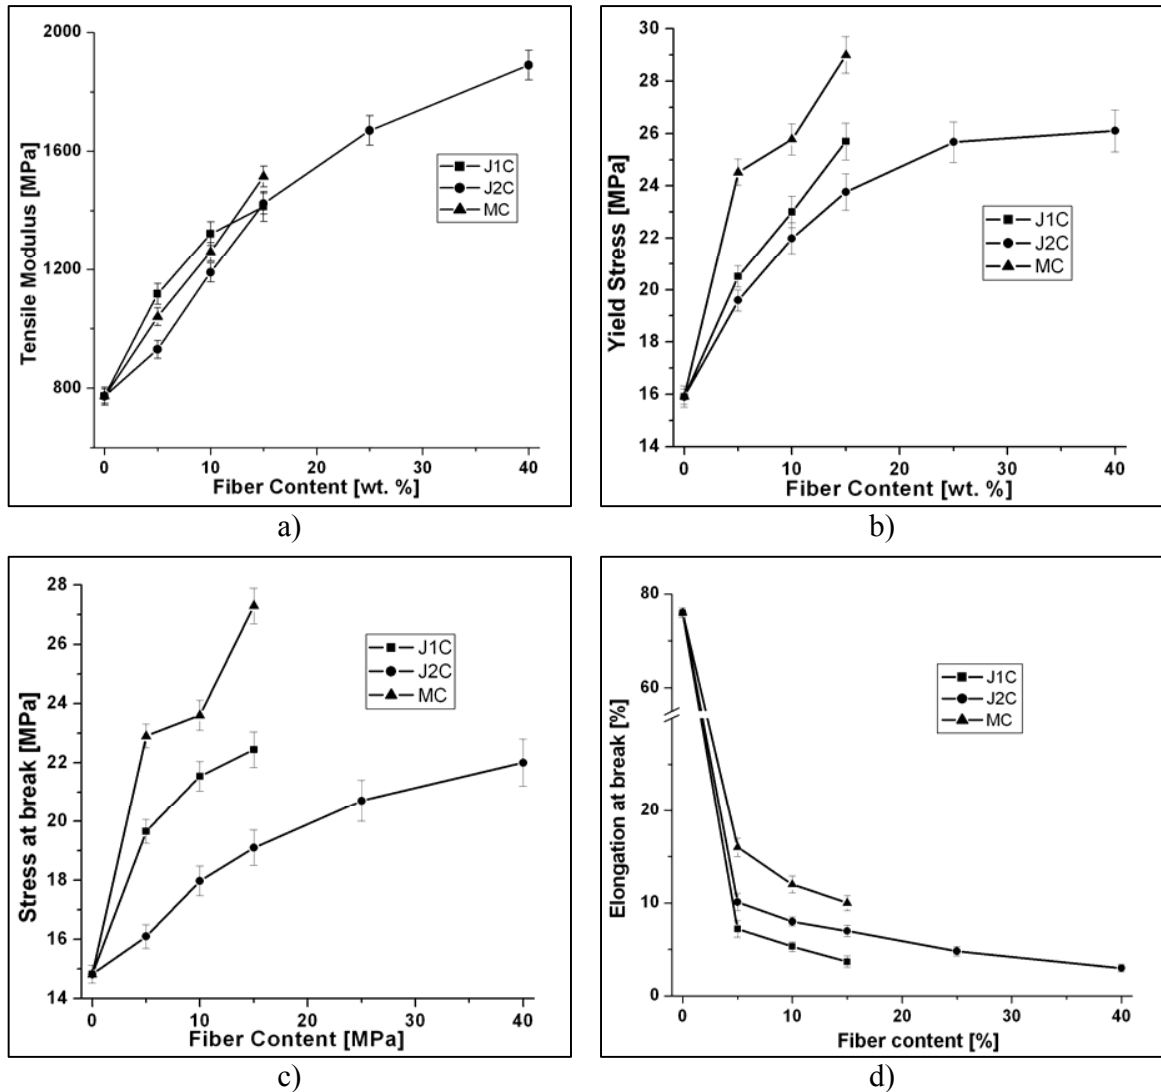 2000
1600
1200
800
Tensile Modulus [MPa]
J1C
J2C
MC
0 10 20 30 40
Fiber Content [wt. %]
a)
30
28
26
24
22
20
18
16
14
Yield Stress [MPa]
J1C
J2C
MC
0 10 20 30 40
Fiber Content [wt. %]
b)
28
26
24
22
20
18
16
14
Stress at break [MPa]
J1C
J2C
MC
0 10 20 30 40
Fiber Content [MPa]
c)
80
60
20
10
0
Elongation at break [%]
J1C
J2C
MC
0 10 20 30 40
Fiber content [%]
d)